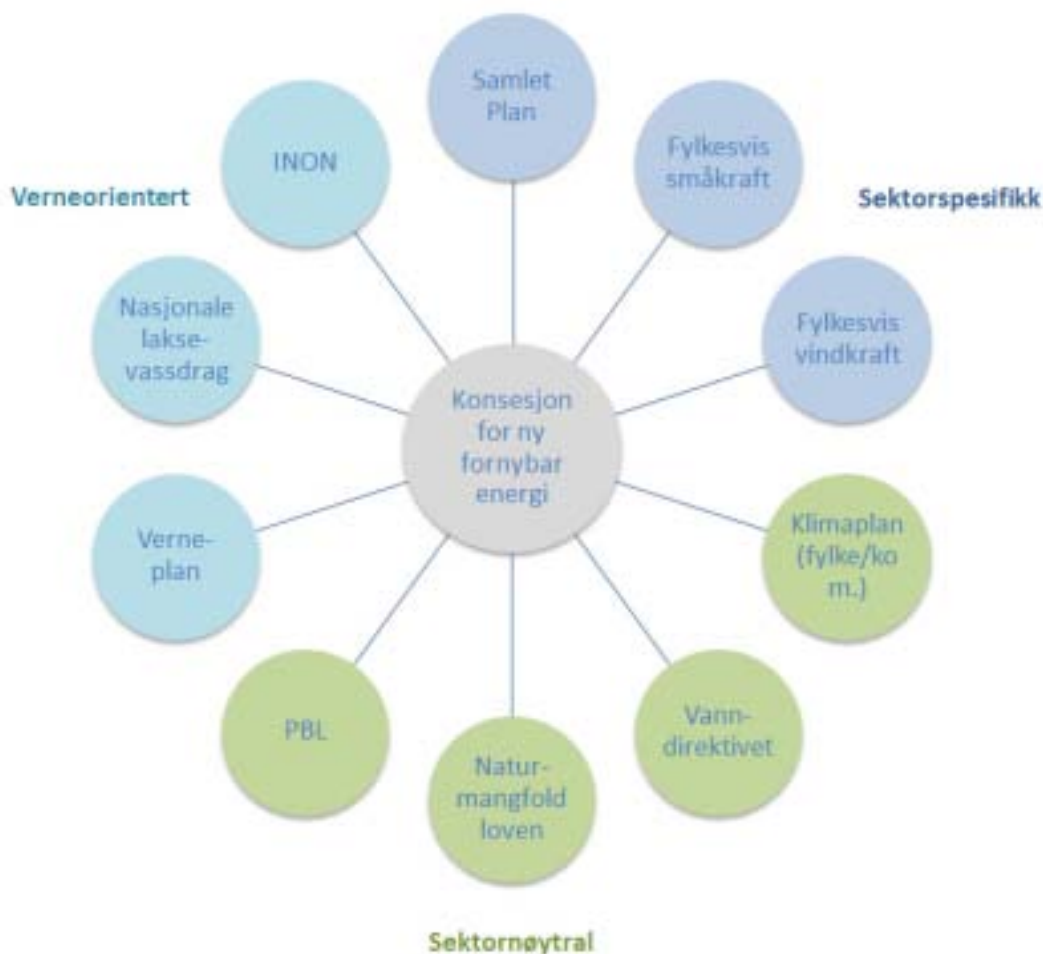 Samlet
Plan
Fylkesvis
småkraft
INON
Verneorientert
Sektorspesifikk
Nasjonale
lakse-
vassdrag
Fylkesvis
vindkraft
Konsesjon
for ny
fornybar
energi
Verne-
plan
Klimaplan
(fylke/ko
m.)
PBL
Vann-
direktivet
Natur-
mangfold
loven
Sektornøytral